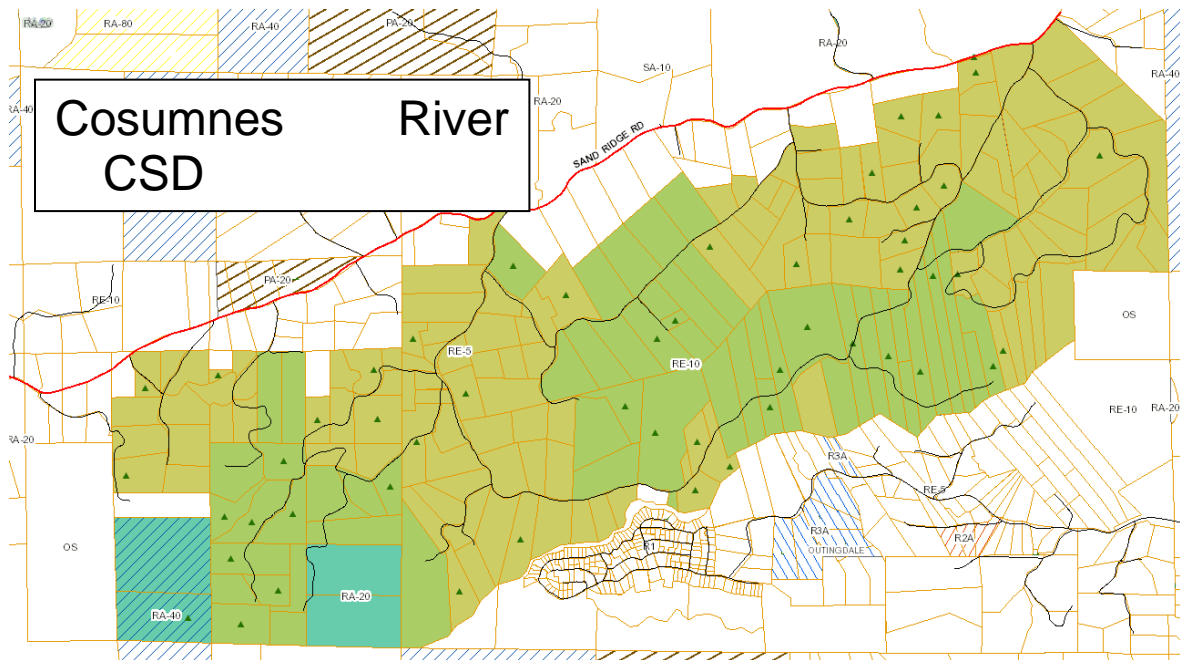 RA-20
RA-80
RA-40
PA-20
RA-20
SA-10
RA-40
RA-40
RA-20
Cosumnes River
CSD
SAND RIDGE RD
PA-20
RE-10
OS
RE-5
RE-10
RE-10
RA-20
RA-20
R3A
RE-5
OS
R3A
R2A
R1
OUTINGDALE
RA-20
RA-40